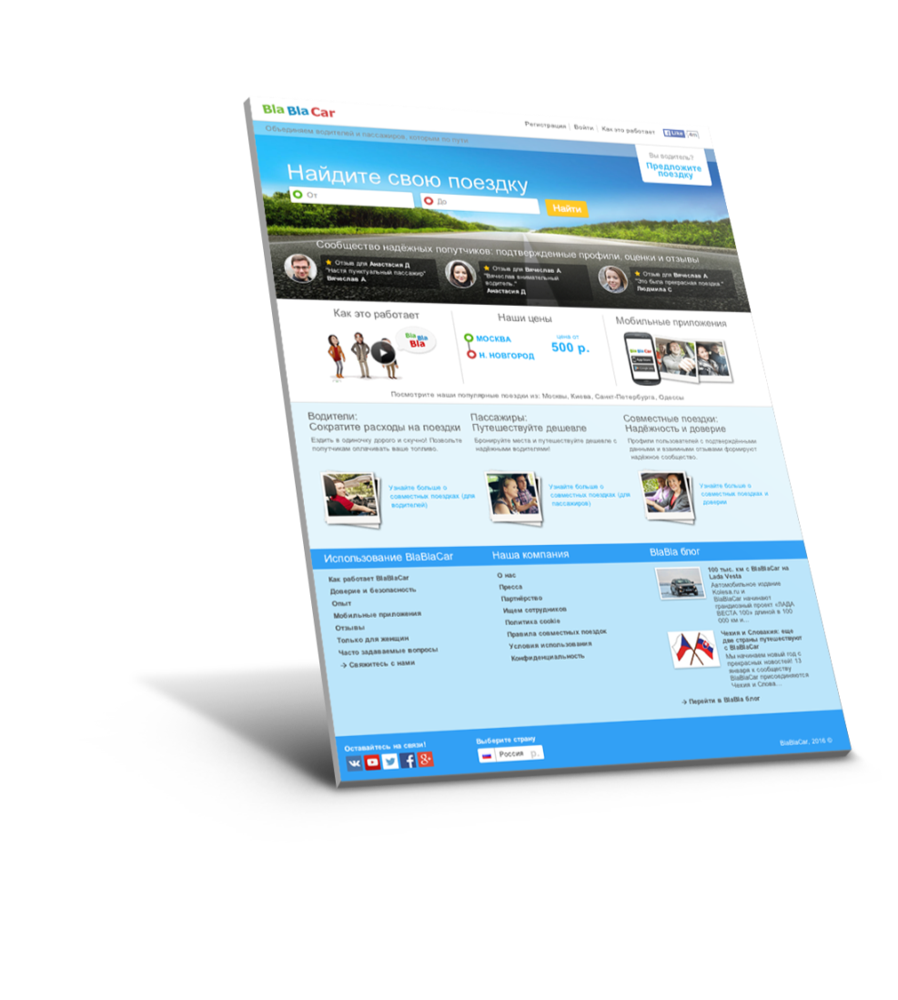 Bla Bla Car
Регистрация
Войти
Как это работает
Like
Объединяем водителей и пассажиров, которым по пути
Вы водитель?
Предложите
поездку
Найдите свою поездку
От
До
Найти
Сообщество надёжных попутчиков: подтвержденные профили, оценки и отзывы
Отзыв для Анастасия Д
"Настя пунктуальный пассажир"
Вячеслав А
Отзыв для Вячеслав А
"Вячеслав внимательный
водитель."
Анастасия Д
Отзыв для Вячеслав А
"Это была прекрасная поездка."
Людмила С
Как это работает
Bla
Bla
Bla
Наши цены
МОСКВА
Н. НОВГОРОД
цена от
500 р.
Мобильные приложения
Bla Bla Car
Посмотрите наши популярные поездки из: Москвы, Киева, Санкт-Петербурга, Одессы
Водители:
Сократите расходы на поездки
Ездить в одиночку дорого и скучно! Позвольте
попутчикам оплачивать ваше топливо.
Узнайте больше о
совместных поездках (для
водителей)
Пассажиры:
Путешествуйте дешевле
Бронируйте места и путешествуйте дешевле с
надёжными водителями!
Узнайте больше о
совместных поездках (для
пассажиров)
Совместные поездки:
Надёжность и доверие
Профили пользователей с подтверждёнными
данными и взаимными отзывами формируют
надёжное сообщество.
Узнайте больше о
совместных поездках и
доверии
Использование BlaBlaCar
Как работает BlaBlaCar
Доверие и безопасность
Опыт
Мобильные приложения
Отзывы
Только для женщин
Часто задаваемые вопросы
→ Свяжитесь с нами
Наша компания
О нас
Пресса
Партнёрство
Ищем сотрудников
Политика cookie
Правила совместных поездок
Условия использования
Конфиденциальность
BlaBla блог
100 тыс. км с BlaBlaCar на
Lada Vesta
Автомобильное издание
Kolesa.ru и
BlaBlaCar начинают
грандиозный проект «ЛАДА
ВЕСТА 100» длиной в 100
000 км и...
Чехия и Словакия: еще
две страны путешествуют
с BlaBlaCar
Мы начинаем новый год с
прекрасных новостей! 13
января к сообществу
BlaBlaCar присоединяются
Чехия и Слова...
→ Перейти в BlaBla блог
Оставайтесь на связи!
Выберите страну
Россия
р.
BlaBlaCar, 2016 ©